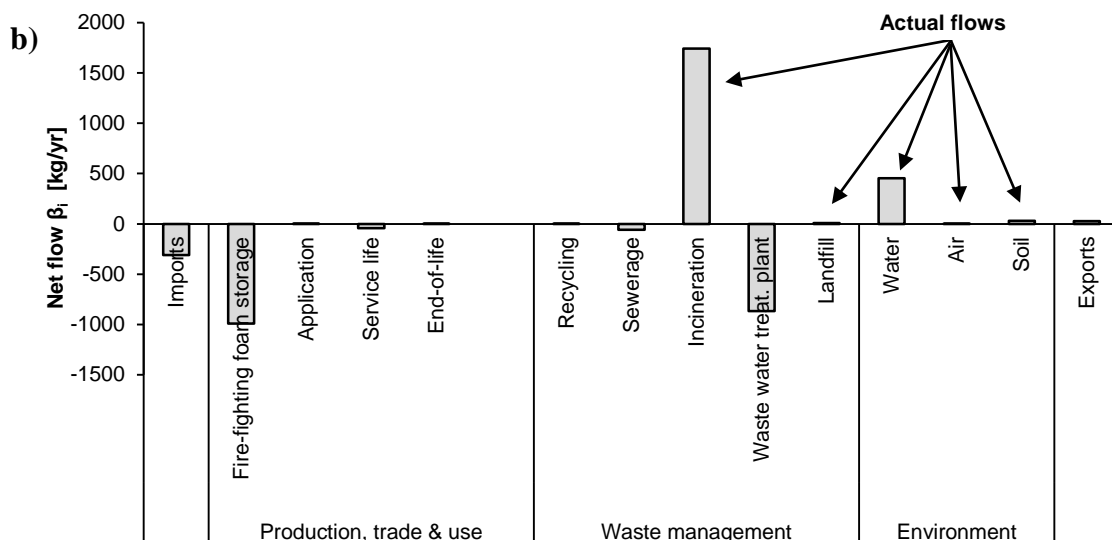 b)
Actual flows
Net flow βi [kg/yr]
2000
1500
1000
500
0
-500
-1000
-1500
Imports
Fire-fighting foam storage
Application
Service life
End-of-life
Recycling
Sewerage
Incineration
Waste water treat. plant
Landfill
Water
Air
Soil
Exports
Production, trade & use
Waste management
Environment